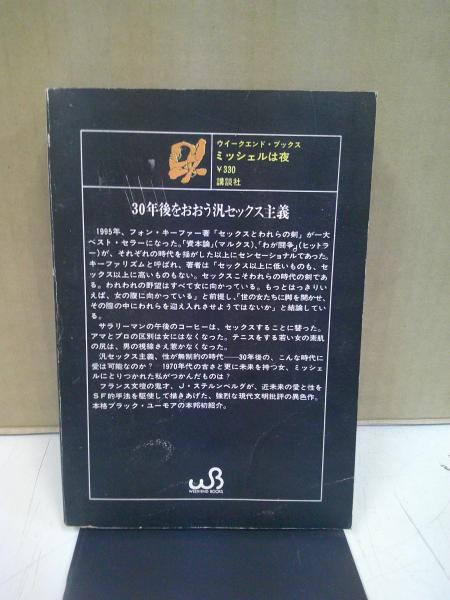 ウイークエンド・ブックス
ミッシェルは夜
¥330
講談社
30年後をおおう汎セックス主義
1995年、フォン・キーファー著「セックスとわれらの剣」が一大
ベスト・セラーになった。「資本論」(マルクス)、「わが闘争」(ヒットラ
ー)が、それぞれの時代を揺がした以上にセンセーショナルであった。
キーファリズムと呼ばれ、著者は「セックス以上に低いものも、セ
ックス以上に高いものもない。セックスこそわれらの時代の剣であ
る。われわれの野望はすべて女に向かっている。もっとはっきりい
えば、女の腹に向かっている」と前提し、「世の女たちに脚を開かせ、
その腟の中にわれらを迎え入れさせようではないか」と結論してい
る。
サラリーマンの午後のコーヒーは、セックスすることに替った。
アマとプロの区別は女にはなくなった。テニスをする若い女の素肌
の尻は、男の視線さえ惹かなくなった。
汎セックス主義、性が無制約の時代——30年後の、こんな時代に
愛は可能なのか? 1970年代の古さと更に未来を持つ女、ミッシェ
ルにとりつかれた私がつかんだものは?
フランス文壇の鬼才、J・ステルンベルグが、近未来の愛と性を
SF的手法を駆使して描きあげた、強烈な現代文明批評の異色作。
本格ブラック・ユーモアの本邦初紹介。
WB
WEEKEND BOOKS